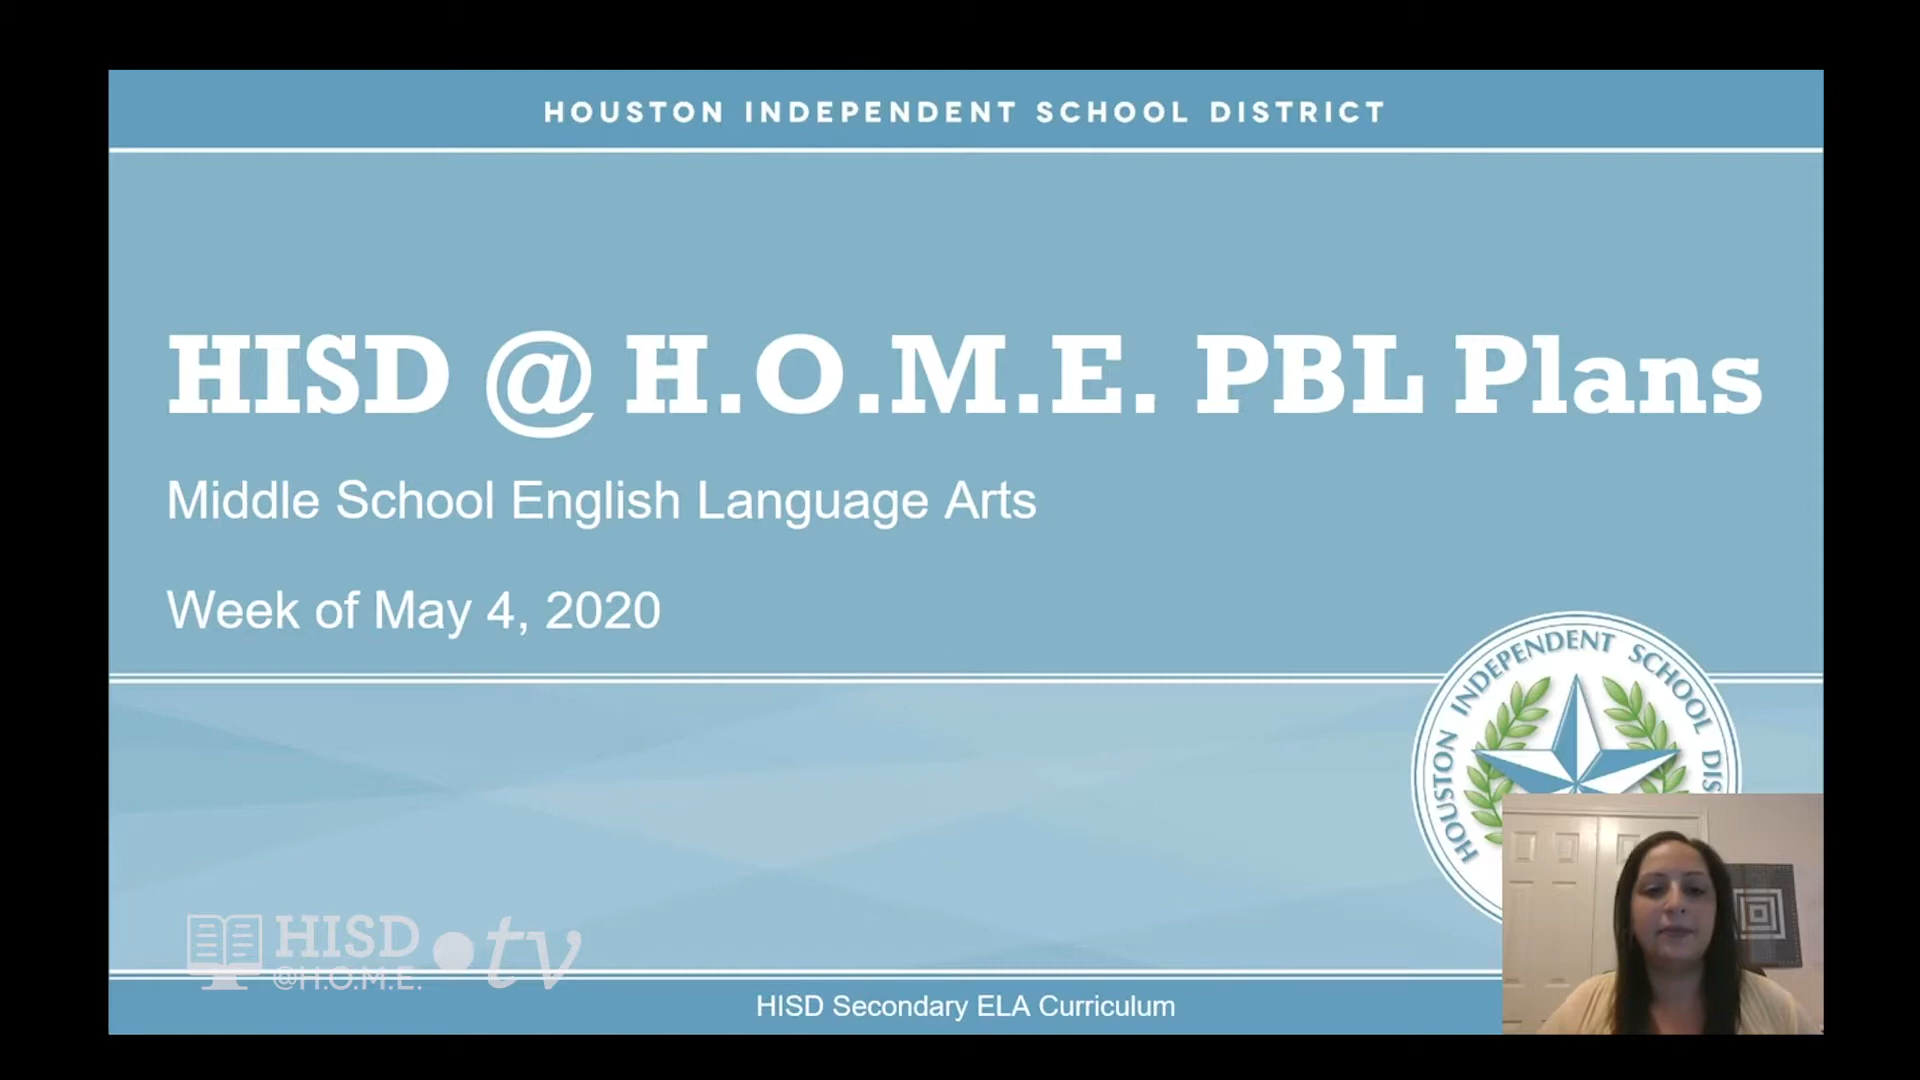 HOUSTON INDEPENDENT SCHOOL DISTRICT
HISD @ H.O.M.E. PBL Plans
Middle School English Language Arts
Week of May 4, 2020
HOUSTON INDEPENDENT SCHOOL DIS
HISD
@H.O.M.E.
.tv
HISD Secondary ELA Curriculum